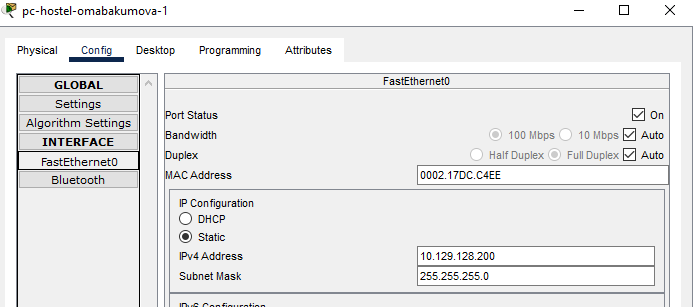 pc-hostel-omabakumova-1
Physical Config Desktop Programming Attributes
GLOBAL
Settings
Algorithm Settings
INTERFACE
FastEthernet0
Bluetooth
FastEthernet0
Port Status On
Bandwidth 100 Mbps 10 Mbps Auto
Duplex Half Duplex Full Duplex Auto
MAC Address 0002.17DC.C4EE
IP Configuration
DHCP
Static
IPv4 Address 10.129.128.200
Subnet Mask 255.255.255.0
IPv6 Configuration